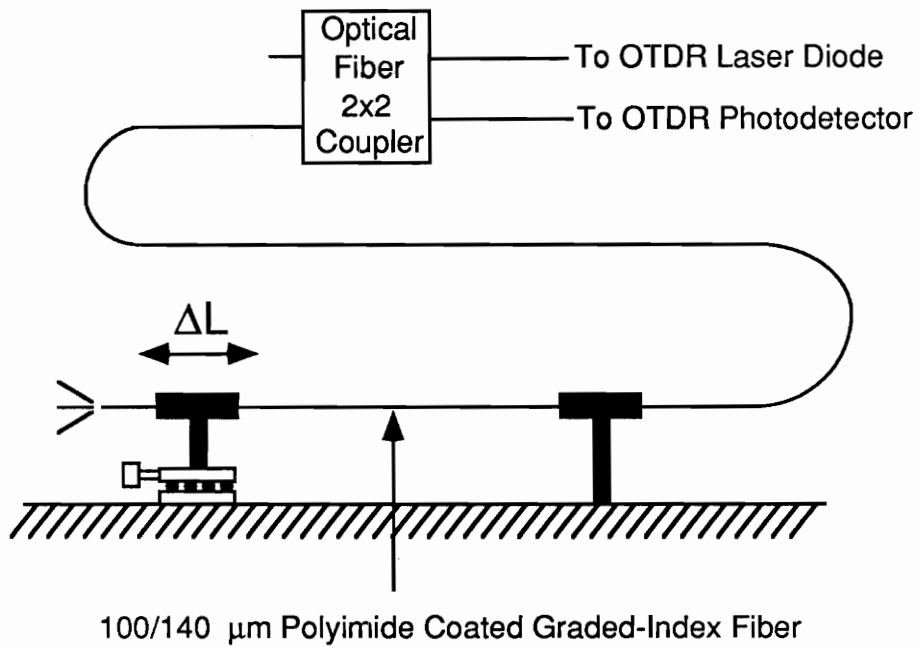 Optical
Fiber
2x2
Coupler
To OTDR Laser Diode
To OTDR Photodetector
ΔL
100/140 μm Polyimide Coated Graded-Index Fiber